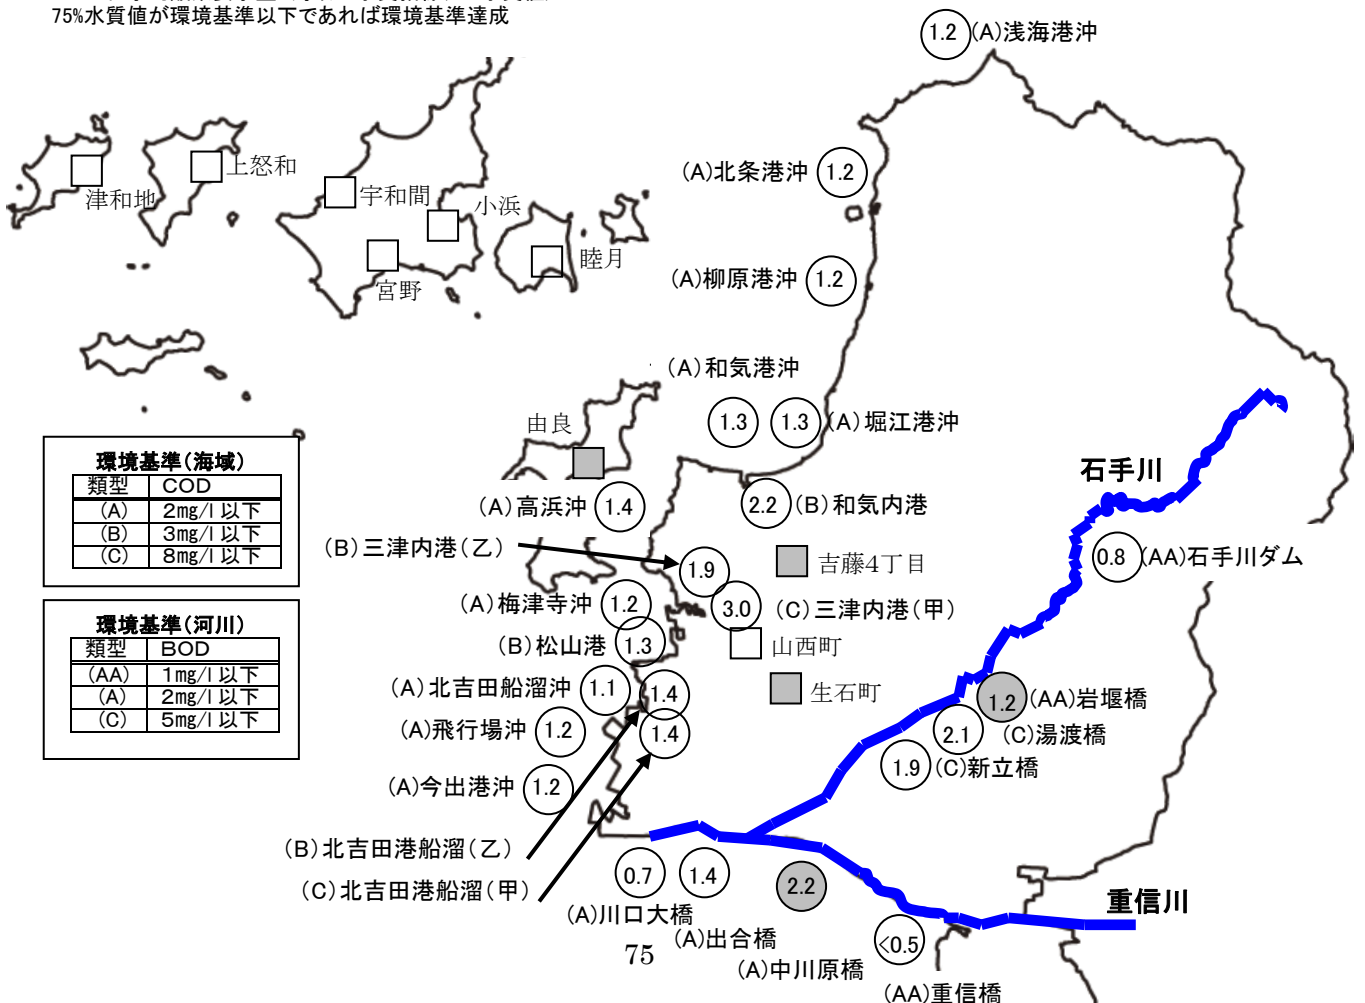 75%水質値が環境基準以下であれば環境基準達成
1.2 (A)浅海港沖
(A)北条港沖 1.2
(A)柳原港沖 1.2
津和地
上怒和
宇和間
小浜
宮野
睦月
(A)和気港沖
1.3 1.3 (A)堀江港沖
由良
(A)高浜沖 1.4
2.2 (B)和気内港
環境基準(海域)
類型 COD
(A) 2mg/l以下
(B) 3mg/l以下
(C) 8mg/l以下
環境基準(河川)
類型 BOD
(AA) 1mg/l以下
(A) 2mg/l以下
(C) 5mg/l以下
(B)三津内港(乙) 1.9
吉藤4丁目
(A)梅津寺沖 1.2
3.0 (C)三津内港(甲)
(B)松山港 1.3
山西町
(A)北吉田船溜沖 1.1 1.4
生石町
(A)飛行場沖 1.2 1.4
(A)今出港沖 1.2
(B)北吉田港船溜(乙)
(C)北吉田港船溜(甲)
石手川
0.8 (AA)石手川ダム
1.2 (AA)岩堰橋
2.1 (C)湯渡橋
1.9 (C)新立橋
重信川
0.7 1.4 2.2 <0.5
(A)川口大橋
(A)出合橋
(A)中川原橋
(AA)重信橋
75